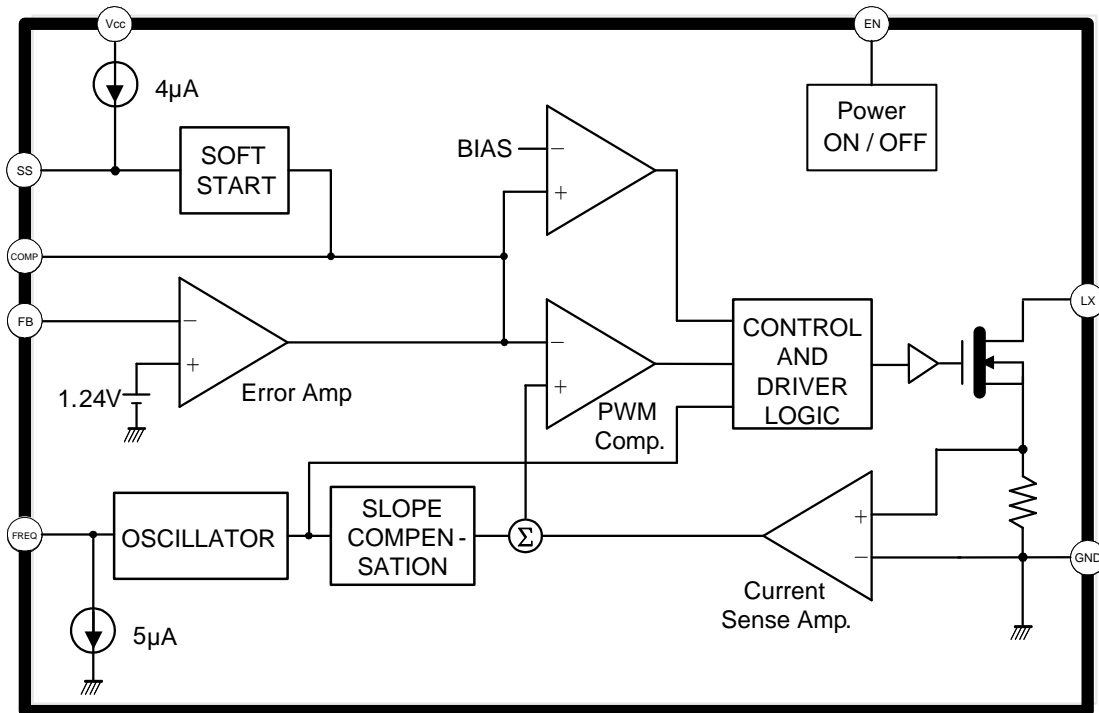 Vcc
EN
4µA
Power
ON / OFF
SS
SOFT
START
BIAS
−
+
COMP
FB
−
+
1.24V
Error Amp
−
+
PWM
Comp.
CONTROL
AND
DRIVER
LOGIC
LX
FREQ
OSCILLATOR
SLOPE
COMPEN-
SATION
Σ
+
−
Current
Sense Amp.
GND
5µA